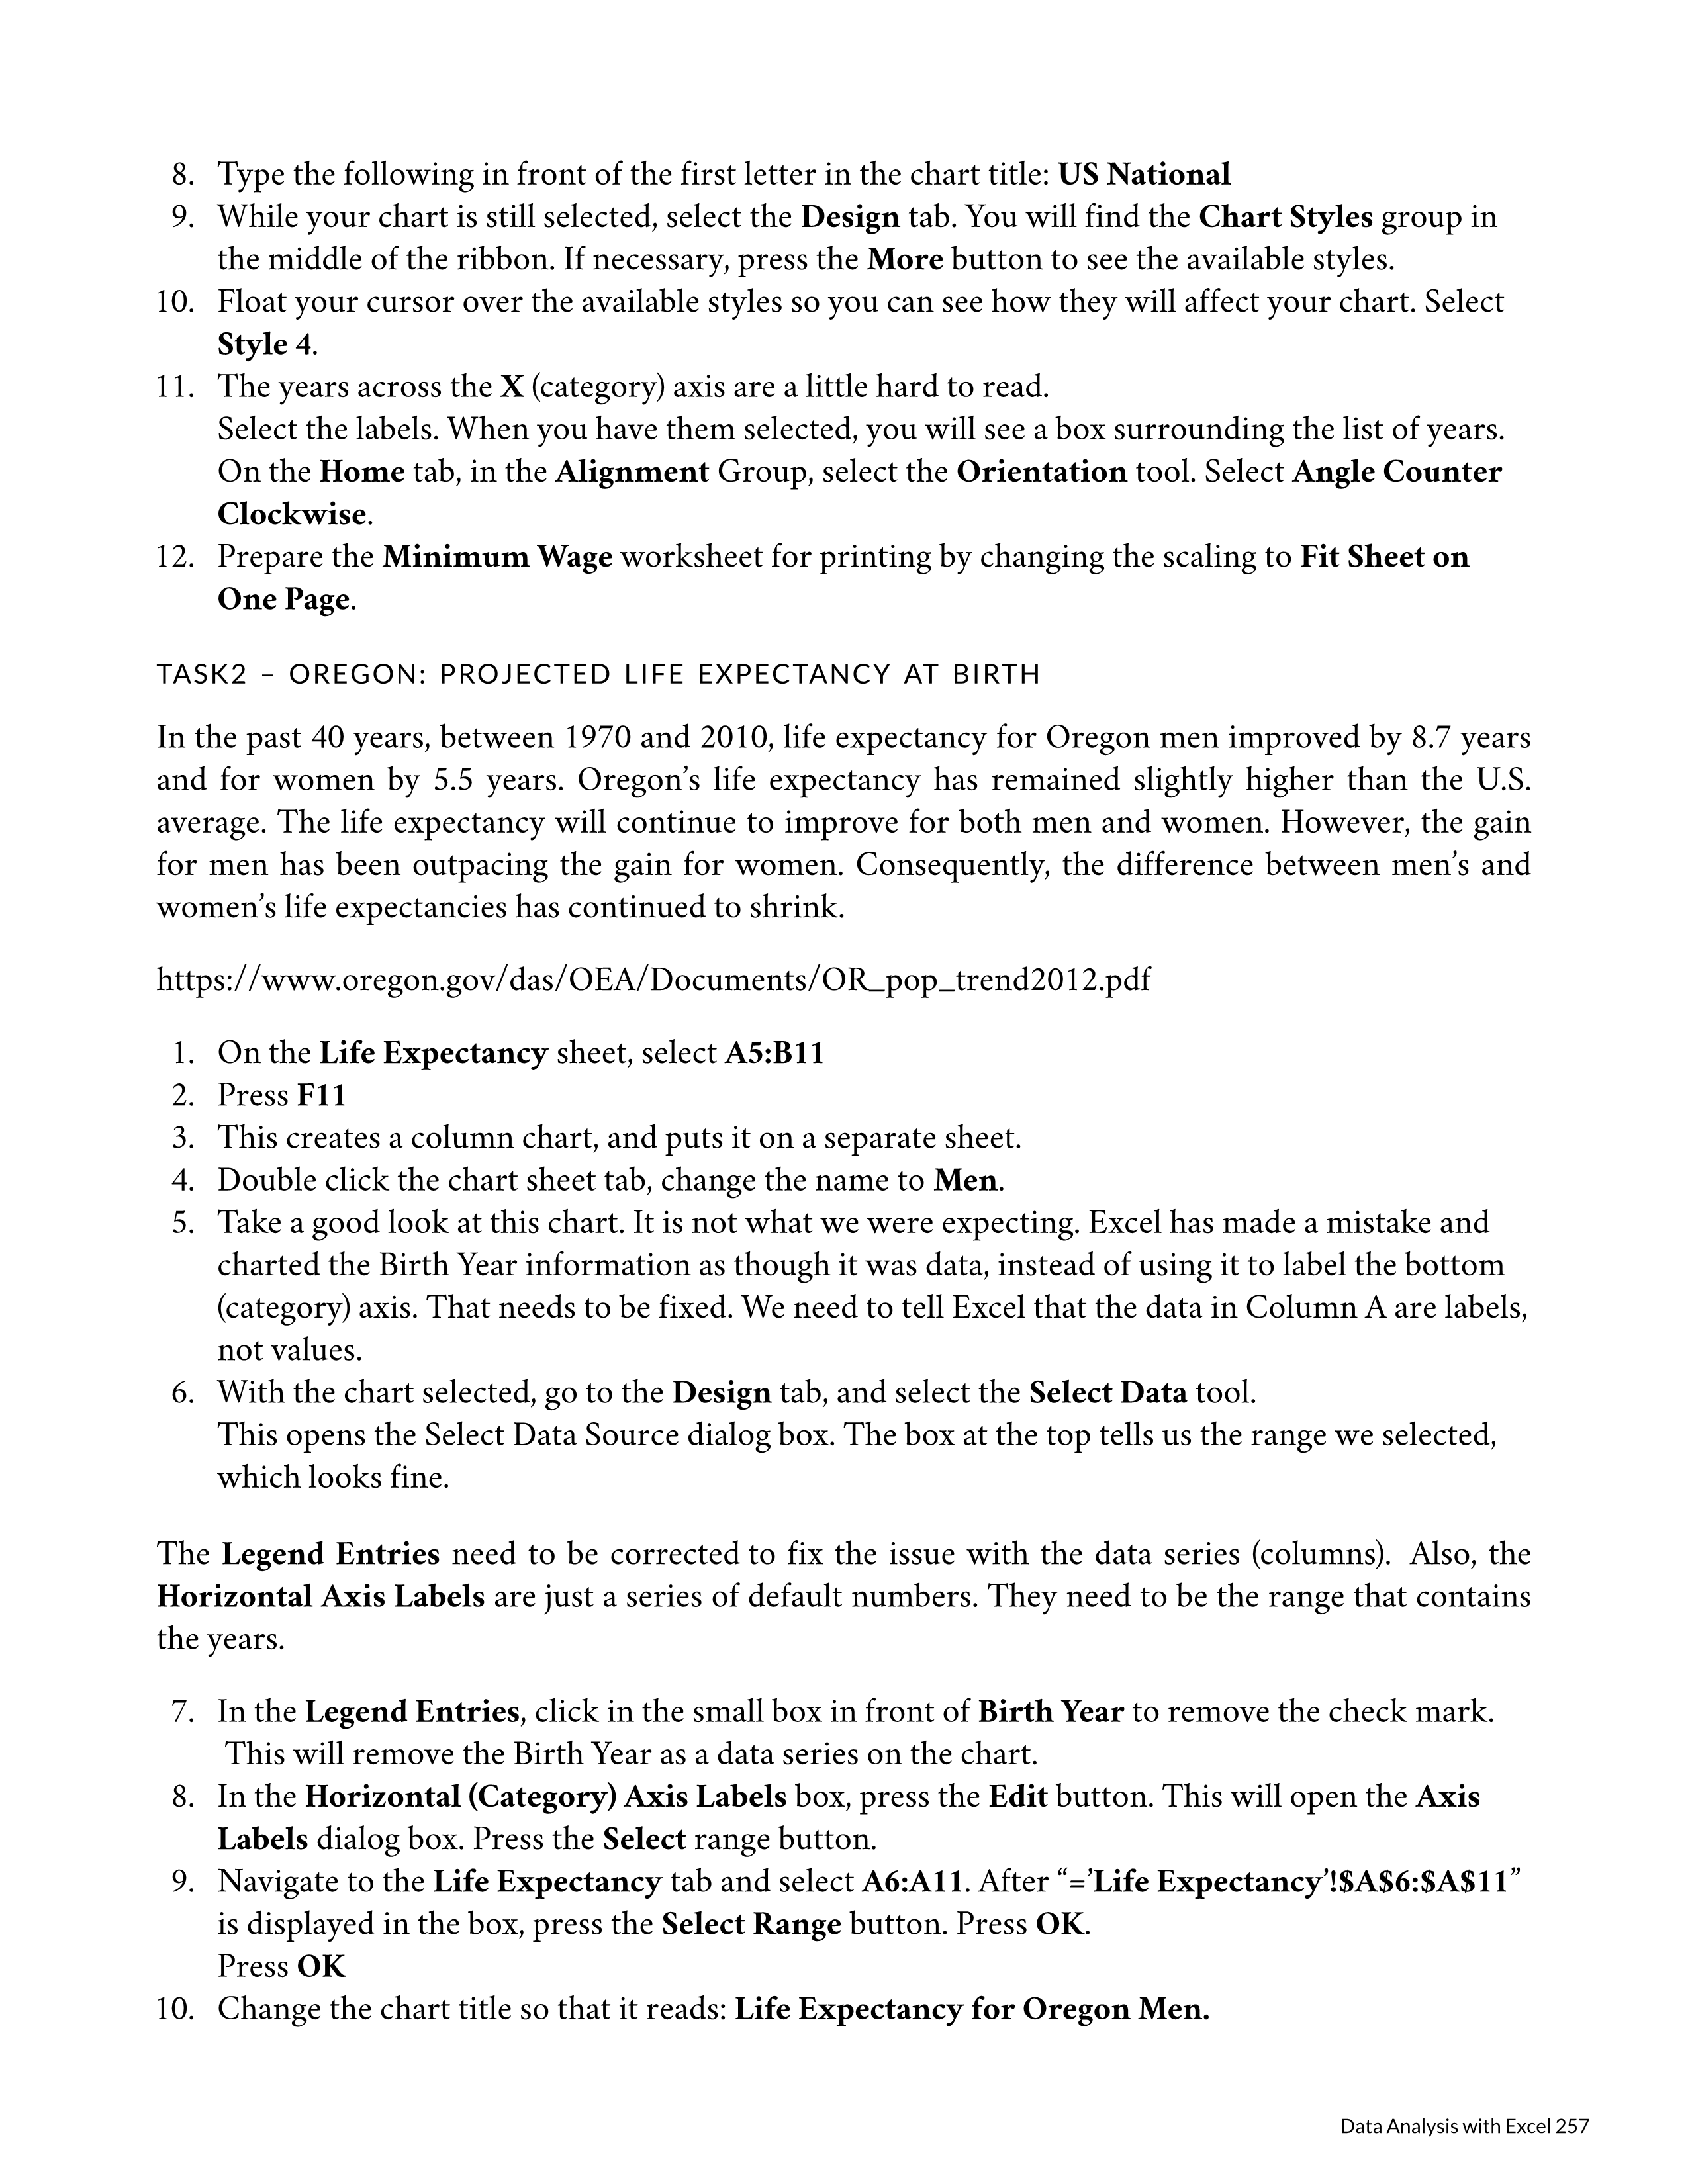 8. Type the following in front of the first letter in the chart title: US National
9. While your chart is still selected, select the Design tab. You will find the Chart Styles group in
the middle of the ribbon. If necessary, press the More button to see the available styles.
10. Float your cursor over the available styles so you can see how they will affect your chart. Select
Style 4.
11. The years across the X (category) axis are a little hard to read.
Select the labels. When you have them selected, you will see a box surrounding the list of years.
On the Home tab, in the Alignment Group, select the Orientation tool. Select Angle Counter
Clockwise.
12. Prepare the Minimum Wage worksheet for printing by changing the scaling to Fit Sheet on
One Page.
TASK2 – OREGON: PROJECTED LIFE EXPECTANCY AT BIRTH
In the past 40 years, between 1970 and 2010, life expectancy for Oregon men improved by 8.7 years
and for women by 5.5 years. Oregon’s life expectancy has remained slightly higher than the U.S.
average. The life expectancy will continue to improve for both men and women. However, the gain
for men has been outpacing the gain for women. Consequently, the difference between men’s and
women’s life expectancies has continued to shrink.
https://www.oregon.gov/das/OEA/Documents/OR_pop_trend2012.pdf
1. On the Life Expectancy sheet, select A5:B11
2. Press F11
3. This creates a column chart, and puts it on a separate sheet.
4. Double click the chart sheet tab, change the name to Men.
5. Take a good look at this chart. It is not what we were expecting. Excel has made a mistake and
charted the Birth Year information as though it was data, instead of using it to label the bottom
(category) axis. That needs to be fixed. We need to tell Excel that the data in Column A are labels,
not values.
6. With the chart selected, go to the Design tab, and select the Select Data tool.
This opens the Select Data Source dialog box. The box at the top tells us the range we selected,
which looks fine.
The Legend Entries need to be corrected to fix the issue with the data series (columns). Also, the
Horizontal Axis Labels are just a series of default numbers. They need to be the range that contains
the years.
7. In the Legend Entries, click in the small box in front of Birth Year to remove the check mark.
This will remove the Birth Year as a data series on the chart.
8. In the Horizontal (Category) Axis Labels box, press the Edit button. This will open the Axis
Labels dialog box. Press the Select range button.
9. Navigate to the Life Expectancy tab and select A6:A11. After “=’Life Expectancy’!$A$6:$A$11”
is displayed in the box, press the Select Range button. Press OK.
Press OK
10. Change the chart title so that it reads: Life Expectancy for Oregon Men.
Data Analysis with Excel 257